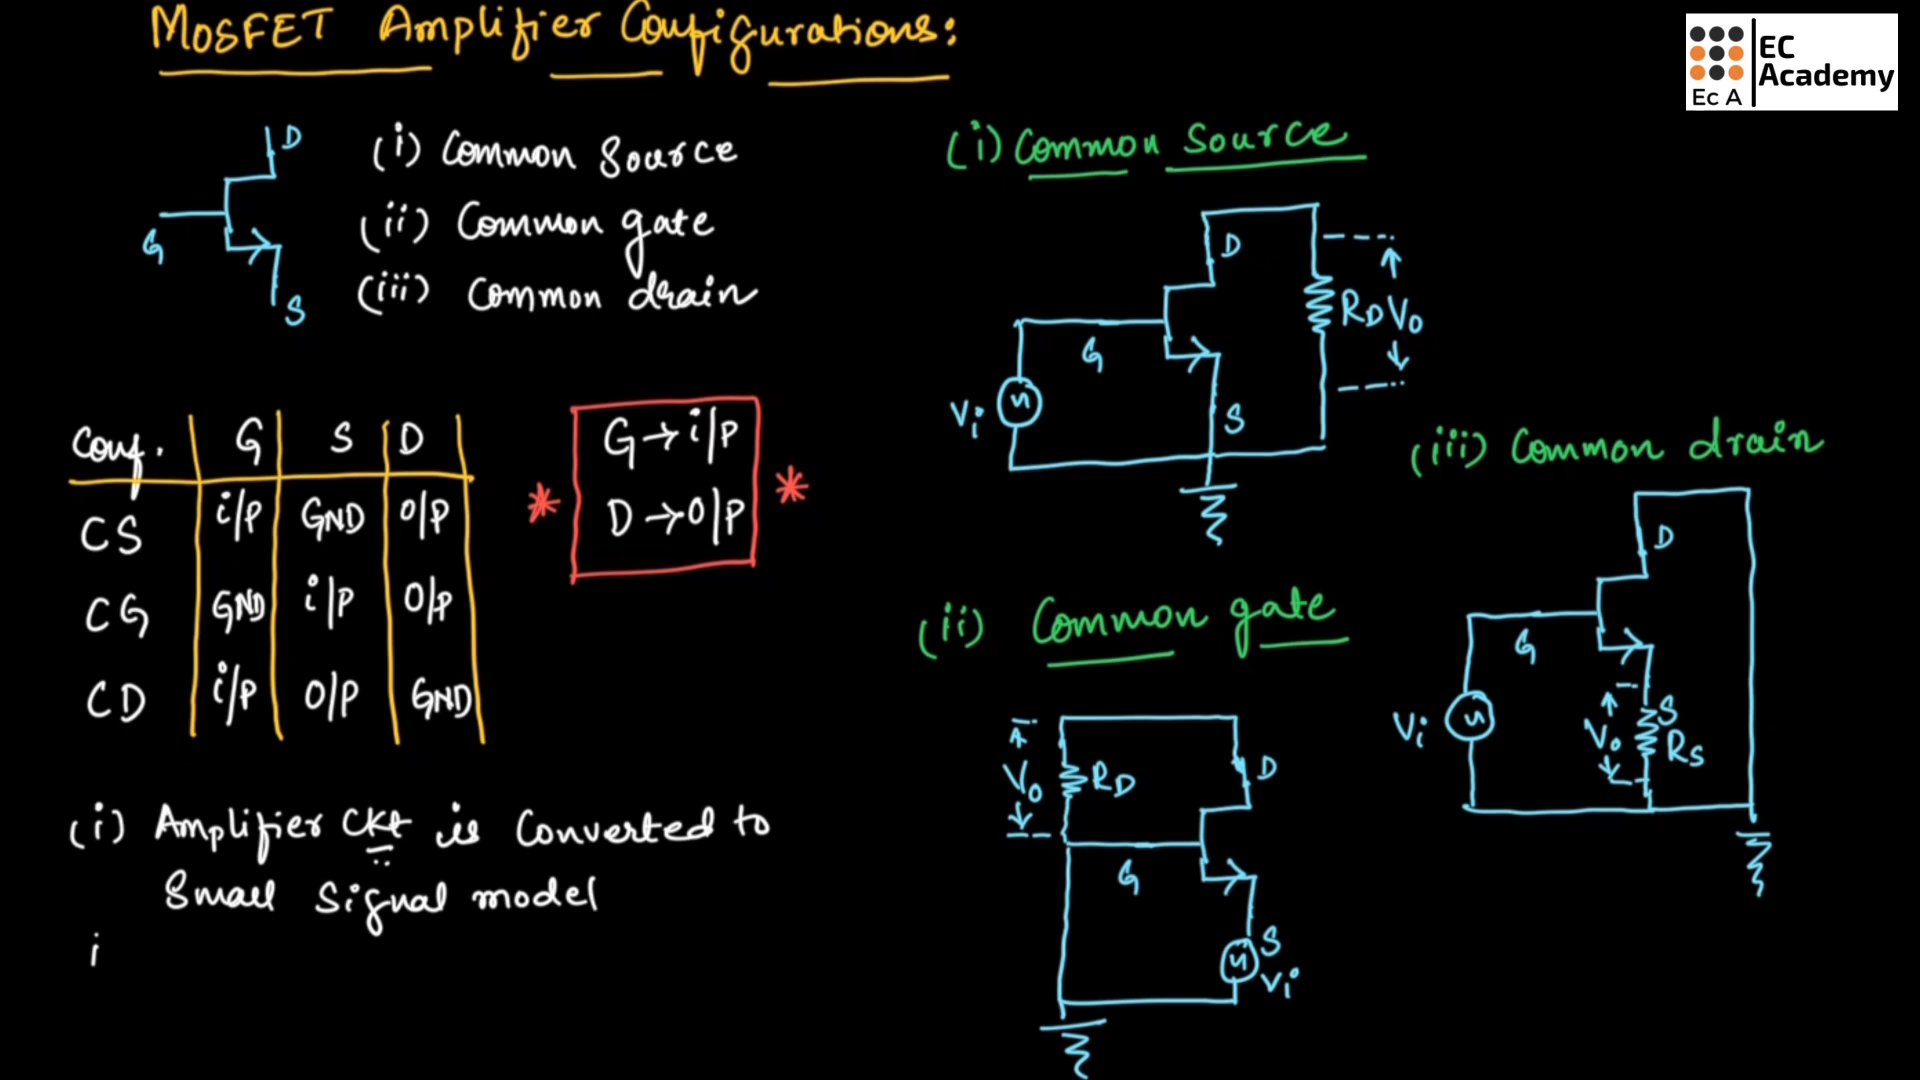 MOSFET Amplifier Configurations:
EC
Academy
Ec A
D
G
S
(i) Common Source
(ii) Common gate
(iii) Common drain
Conf. G S D
CS i/p GND O/P
CG GND i/p O/p
CD i/p O/p GND
* G → i/p *
D → O/P
(i) Amplifier CKt is Converted to
Small Signal model
i
(i) Common Source
D
RD Vo
G
Vi
S
(ii) Common gate
Vo RD
D
G
S
Vi
(iii) Common drain
D
G
S
Vi
Vo
RS